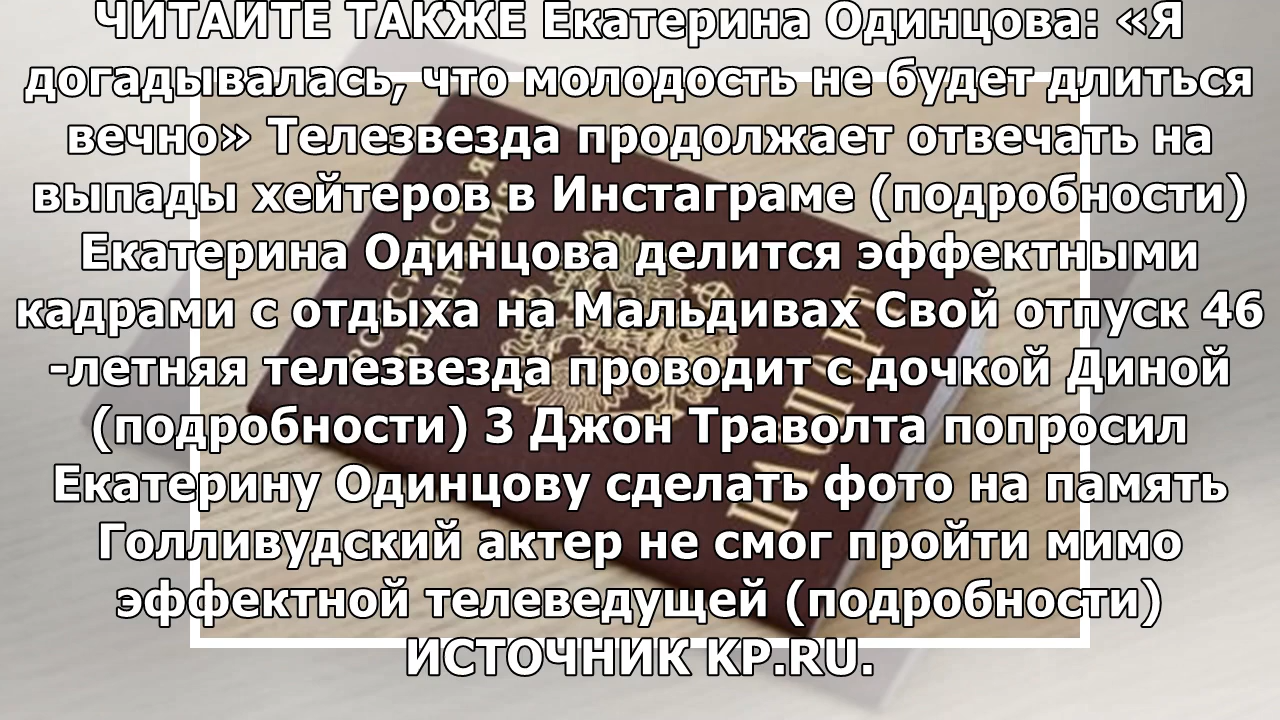 ЧИТАЙТЕ ТАКЖЕ Екатерина Одинцова: «Я
догадывалась, что молодость не будет длиться
вечно» Телезвезда продолжает отвечать на
выпады хейтеров в Инстаграме (подробности)
Екатерина Одинцова делится эффектными
кадрами с отдыха на Мальдивах Свой отпуск 46
-летняя телезвезда проводит с дочкой Диной
(подробности) 3 Джон Траволта попросил
Екатерину Одинцову сделать фото на память
Голливудский актер не смог пройти мимо
эффектной телеведущей (подробности)
ИСТОЧНИК KP.RU.
РОССИЙСКАЯ
ФЕДЕРАЦИЯ
ПАСПОРТ